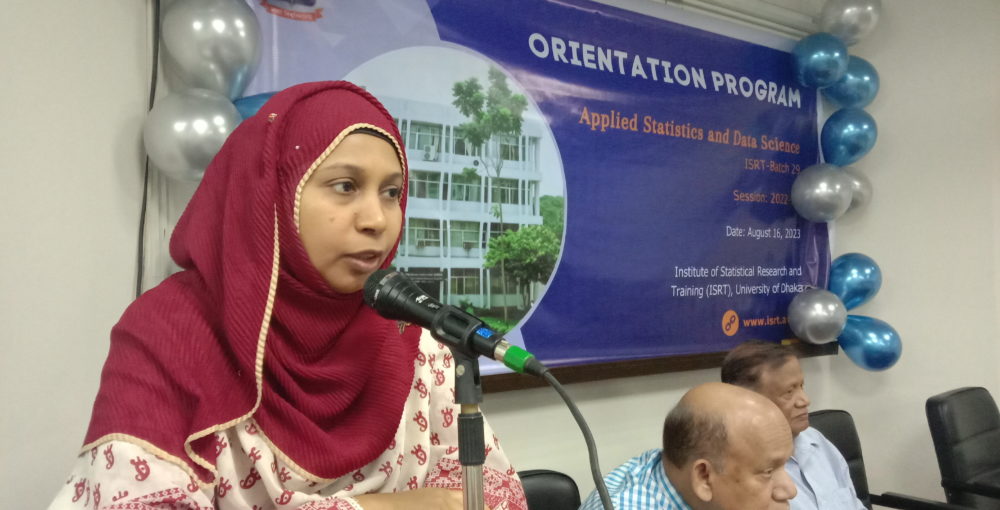 ORIENTATION PROGRAM
Applied Statistics and Data Science
ISRT-Batch 29
Session: 2022-
Date: August 16, 2023
Institute of Statistical Research and
Training (ISRT), University of Dhaka
www.isrt.a